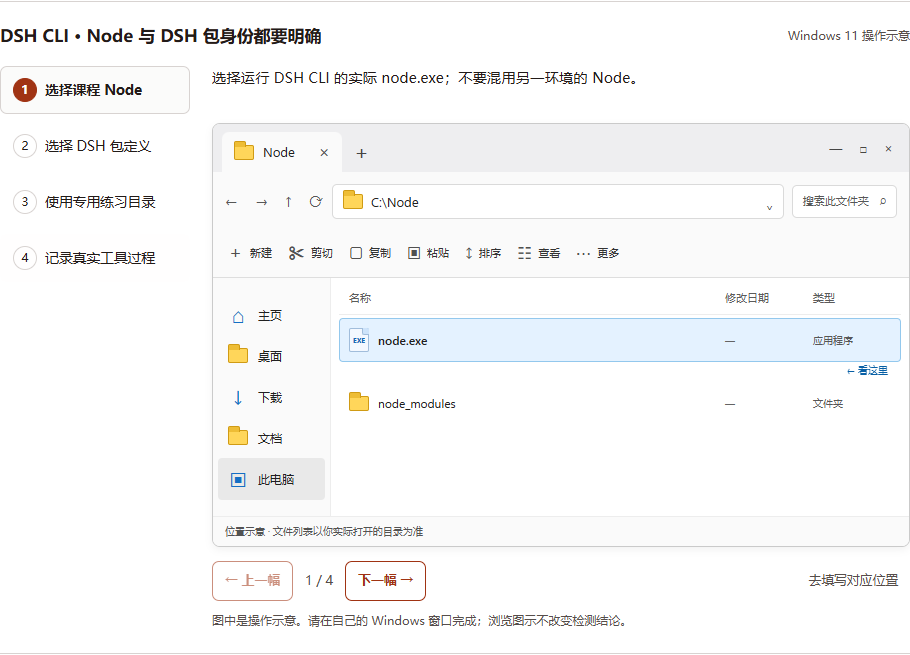 DSH CLI • Node 与 DSH 包身份都要明确
Windows 11 操作示意
1 选择课程 Node
2 选择 DSH 包定义
3 使用专用练习目录
4 记录真实工具过程
选择运行 DSH CLI 的实际 node.exe；不要混用另一环境的 Node。
Node × +
← → ↑ C:\Node
搜索此文件夹
+ 新建 剪切 复制 粘贴 排序 查看 … 更多
主页
桌面
下载
文档
此电脑
名称 修改日期 类型
EXE node.exe — 应用程序
← 看这里
node_modules — 文件夹
位置示意 · 文件列表以你实际打开的目录为准
← 上一幅 1 / 4 下一幅 →
去填写对应位置
图中是操作示意。请在自己的 Windows 窗口完成；浏览图示不改变检测结论。